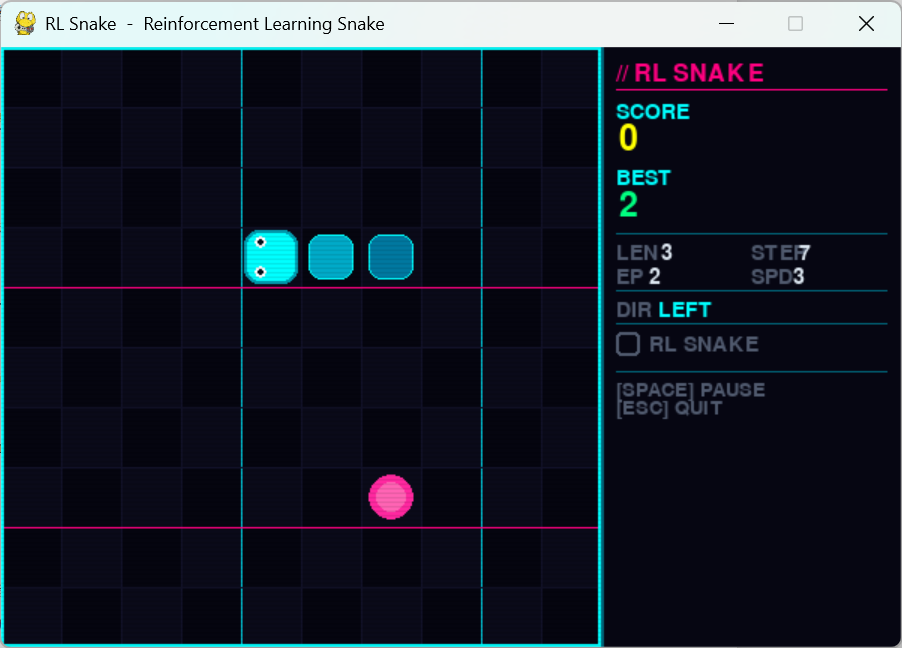 RL Snake - Reinforcement Learning Snake
// RL SNAKE
SCORE
0
BEST
2
LEN 3 STEP 7
EP 2 SPD 3
DIR LEFT
RL SNAKE
[SPACE] PAUSE
[ESC] QUIT